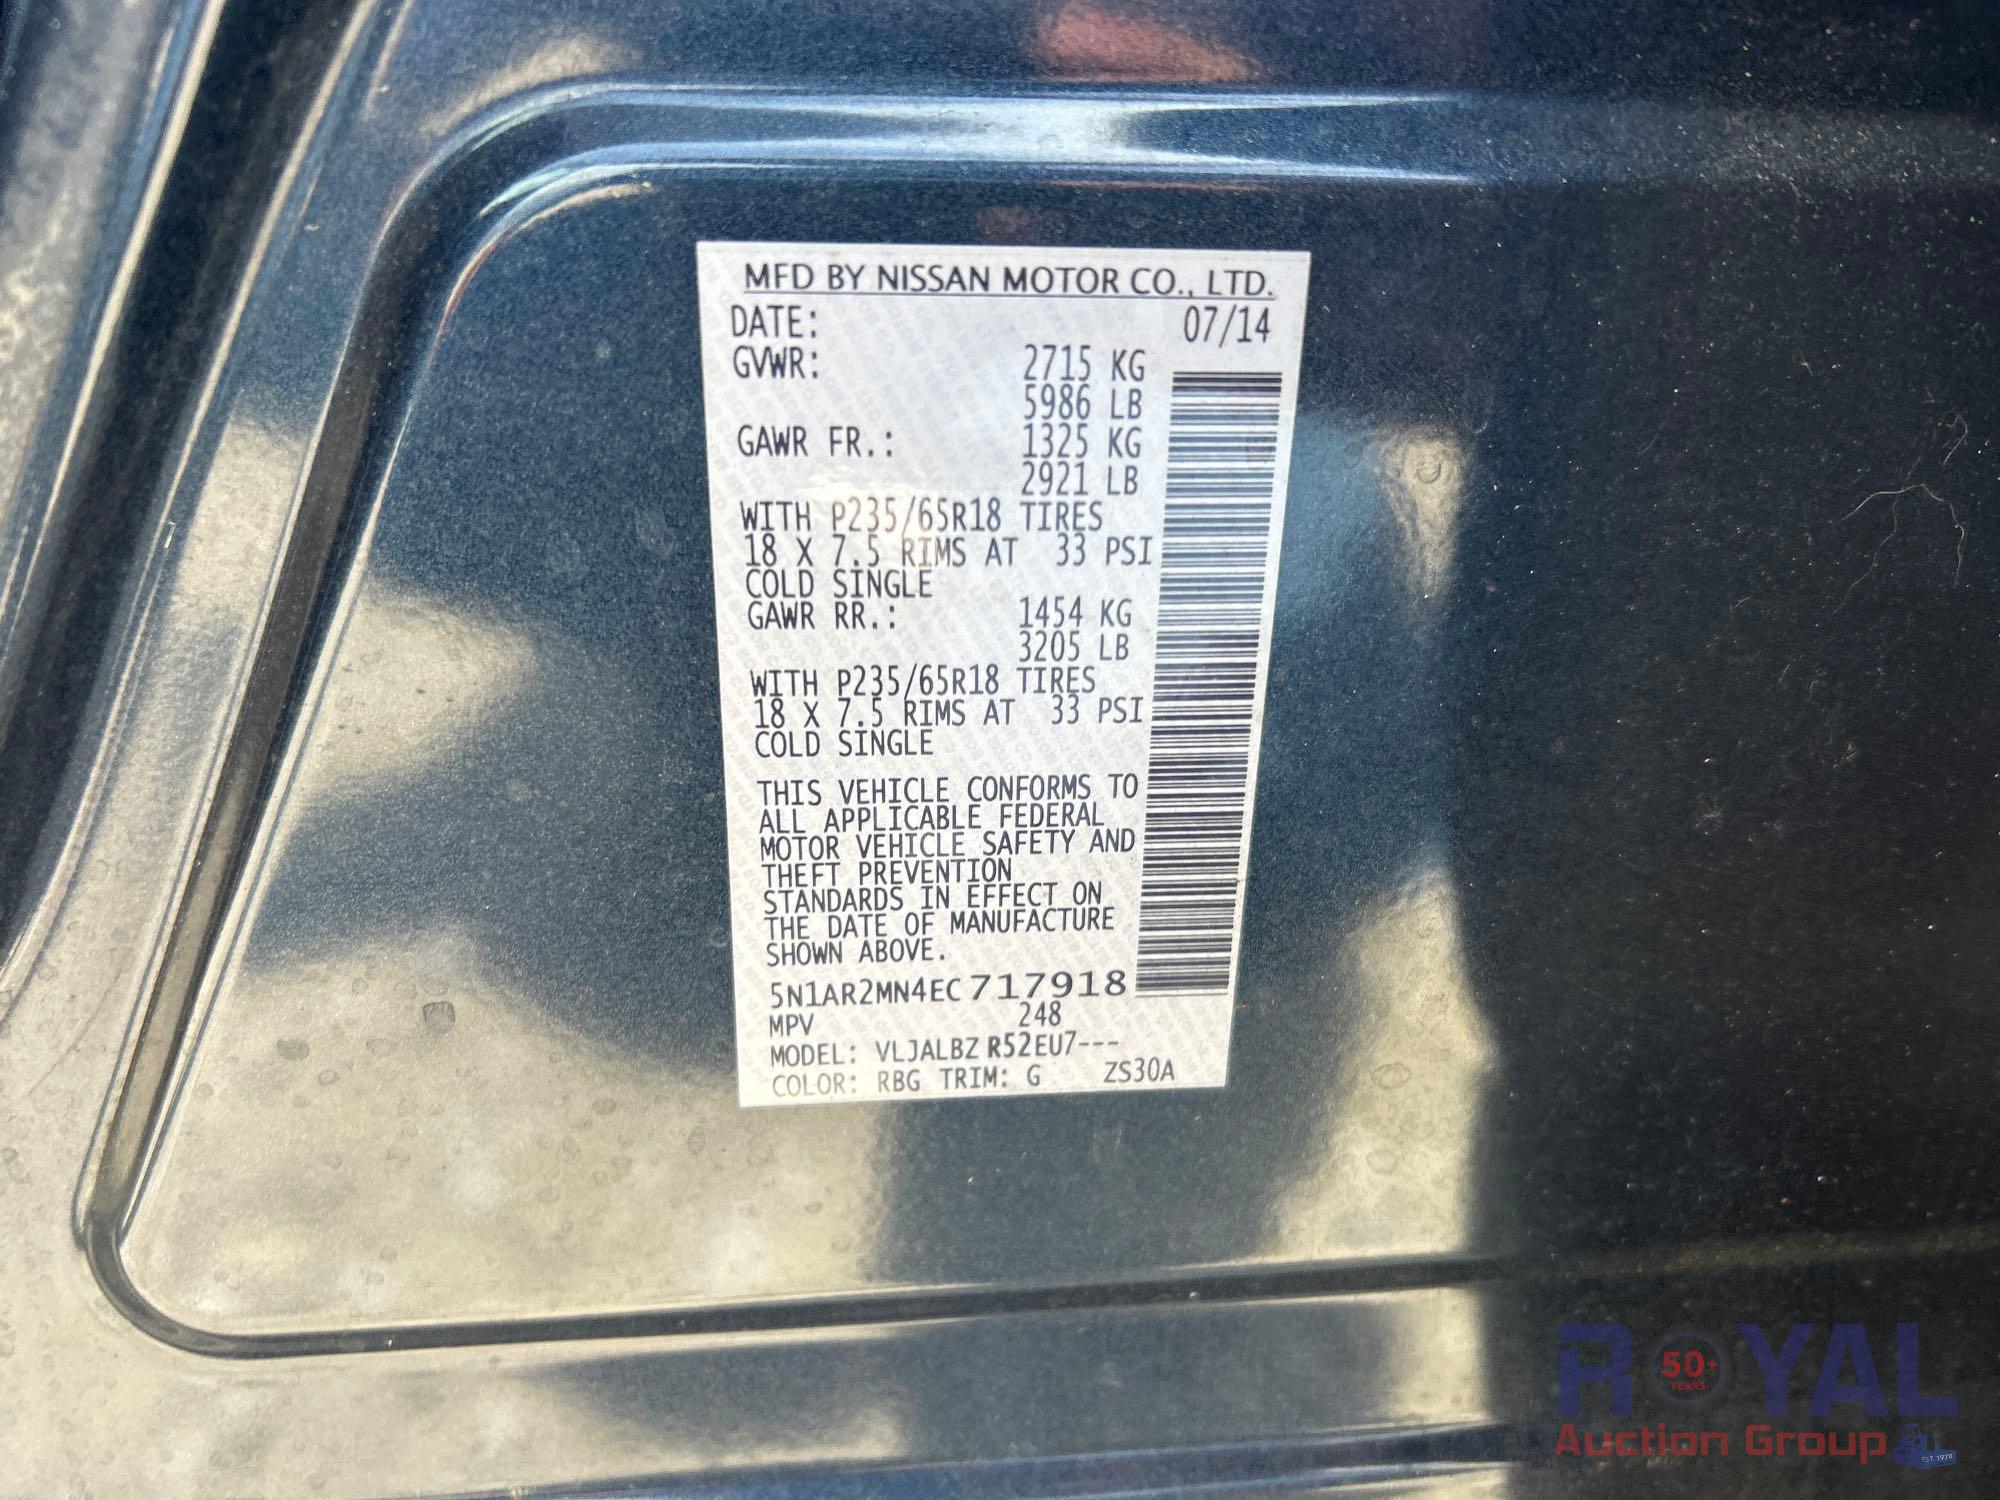 MFD BY NISSAN MOTOR CO., LTD.
DATE: 07/14
GVWR: 2715 KG
5986 LB
GAWR FR.: 1325 KG
2921 LB
WITH P235/65R18 TIRES
18 X 7.5 RIMS AT 33 PSI
COLD SINGLE
GAWR RR.: 1454 KG
3205 LB
WITH P235/65R18 TIRES
18 X 7.5 RIMS AT 33 PSI
COLD SINGLE
THIS VEHICLE CONFORMS TO
ALL APPLICABLE FEDERAL
MOTOR VEHICLE SAFETY AND
THEFT PREVENTION
STANDARDS IN EFFECT ON
THE DATE OF MANUFACTURE
SHOWN ABOVE.
5N1AR2MN4EC717918
MPV 248
MODEL: VLJALBZ R52EU7---
COLOR: RBG TRIM: G ZS30A
ROYAL
50+
YEARS
Auction Group
EST. 1970